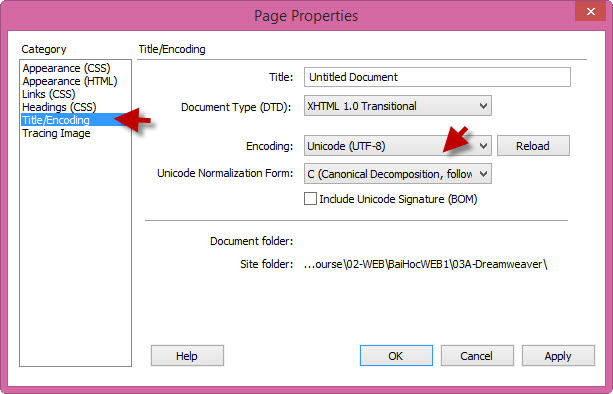 Page Properties
Category
Appearance (CSS)
Appearance (HTML)
Links (CSS)
Headings (CSS)
Title/Encoding
Tracing Image
Title/Encoding
Title: Untitled Document
Document Type (DTD): XHTML 1.0 Transitional
Encoding: Unicode (UTF-8) Reload
Unicode Normalization Form: C (Canonical Decomposition, follow
Include Unicode Signature (BOM)
Document folder:
Site folder: ...ourse\02-WEB\BaiHocWEB1\03A-Dreamweaver\
Help OK Cancel Apply